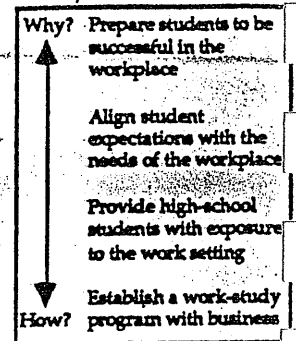 Why? Prepare students to be
successful in the
workplace
Align student
expectations with the
needs of the workplace
Provide high-school
students with exposure
to the work setting
Establish a work-study
How? program with business